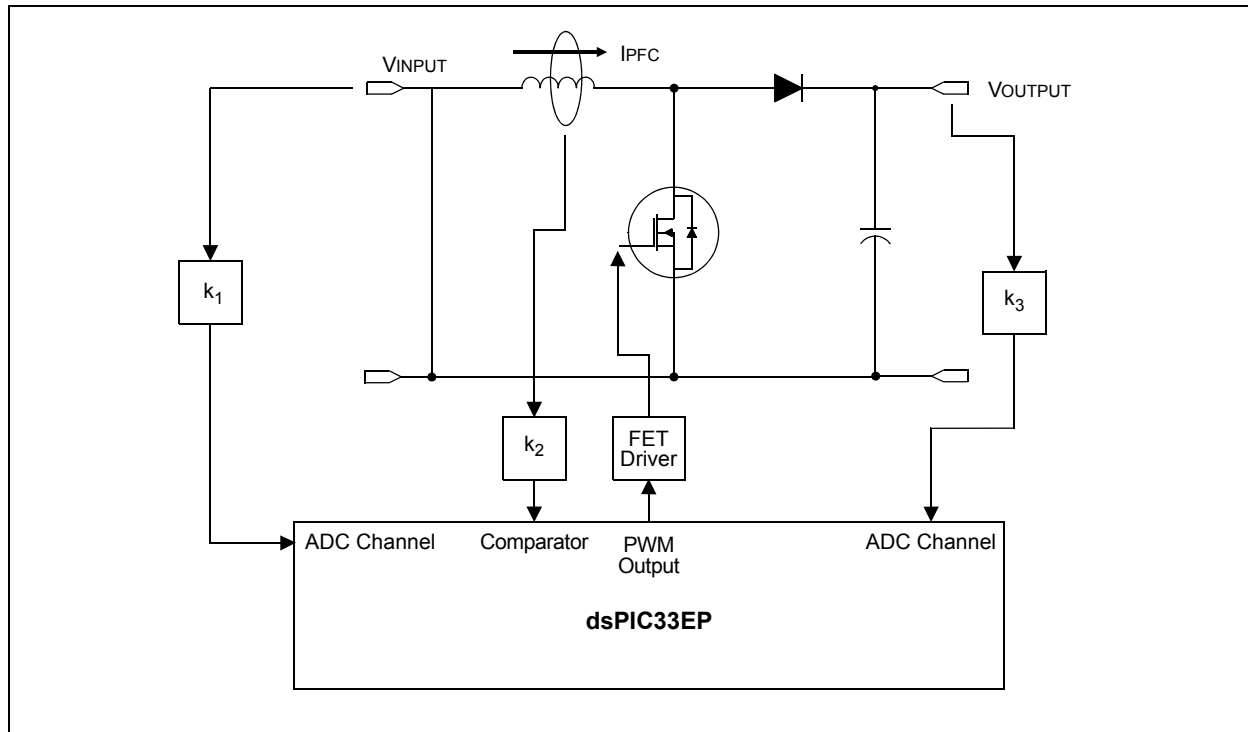 IPFC
VINPUT
VOUTPUT
k1
k3
k2
FET
Driver
ADC Channel
Comparator
PWM
Output
ADC Channel
dsPIC33EP